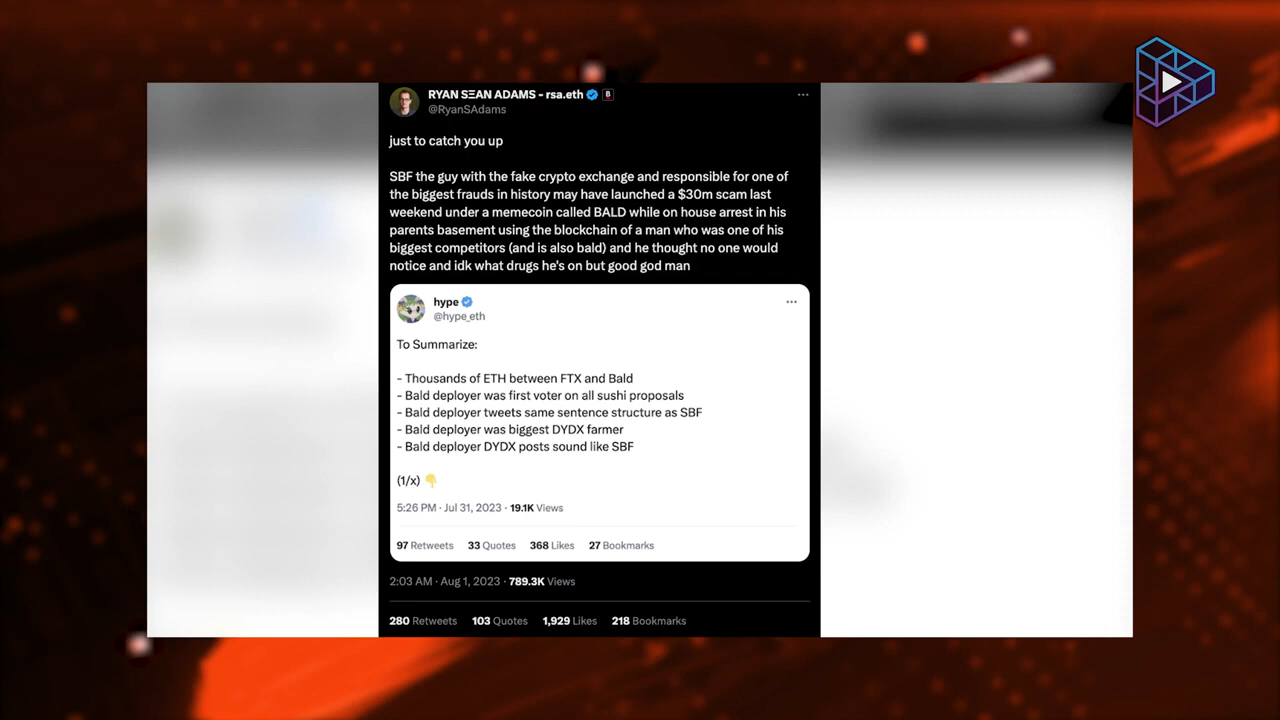 RYAN SΞAN ADAMS - rsa.eth
@RyanSAdams
just to catch you up
SBF the guy with the fake crypto exchange and responsible for one of
the biggest frauds in history may have launched a $30m scam last
weekend under a memecoin called BALD while on house arrest in his
parents basement using the blockchain of a man who was one of his
biggest competitors (and is also bald) and he thought no one would
notice and idk what drugs he's on but good god man
hype
@hype_eth
To Summarize:
- Thousands of ETH between FTX and Bald
- Bald deployer was first voter on all sushi proposals
- Bald deployer tweets same sentence structure as SBF
- Bald deployer was biggest DYDX farmer
- Bald deployer DYDX posts sound like SBF
(1/x) 👇
5:26 PM · Jul 31, 2023 · 19.1K Views
97 Retweets 33 Quotes 368 Likes 27 Bookmarks
2:03 AM · Aug 1, 2023 · 789.3K Views
280 Retweets 103 Quotes 1,929 Likes 218 Bookmarks